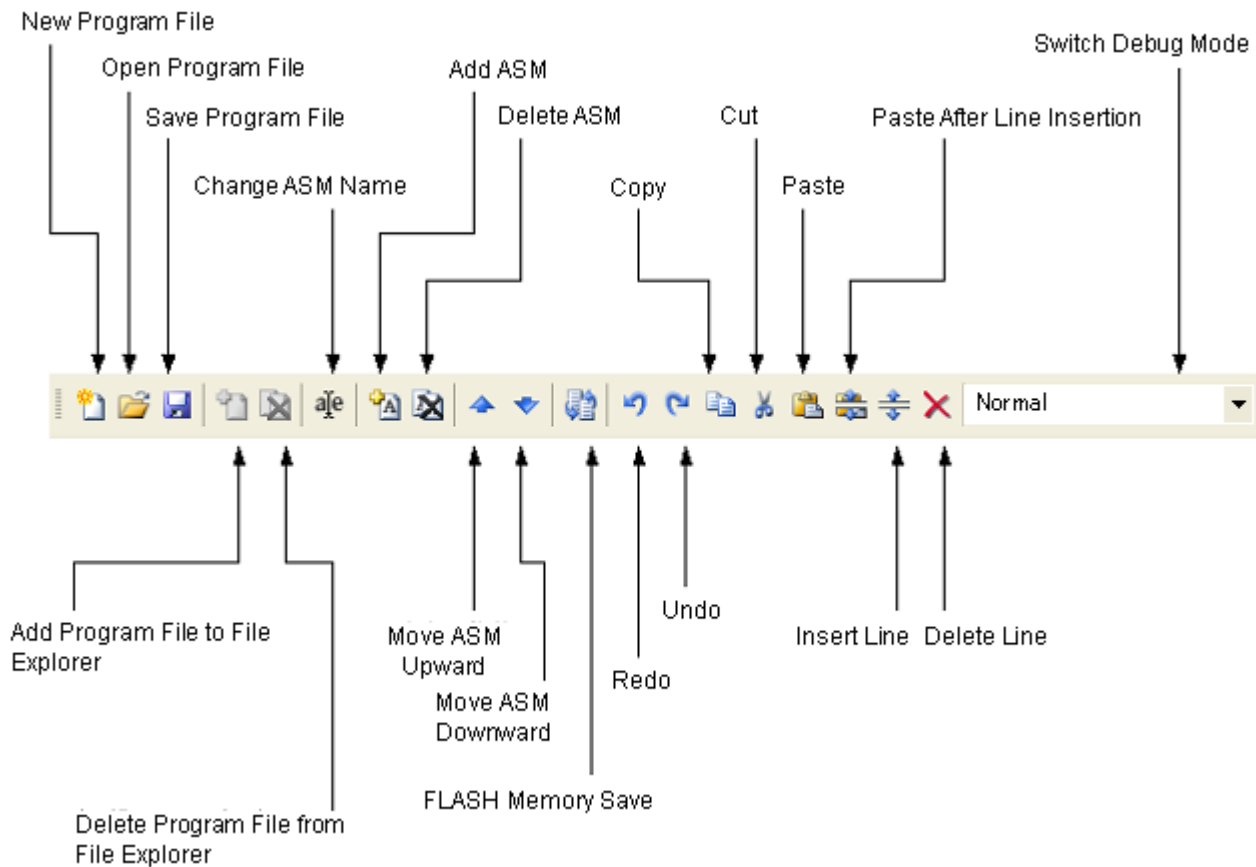 New Program File
Open Program File
Save Program File
Change ASM Name
Add ASM
Delete ASM
Copy
Cut
Paste
Paste After Line Insertion
Switch Debug Mode
aIe
A
Normal
Add Program File to File
Explorer
Delete Program File from
File Explorer
Move ASM
Upward
Move ASM
Downward
FLASH Memory Save
Redo
Undo
Insert Line
Delete Line